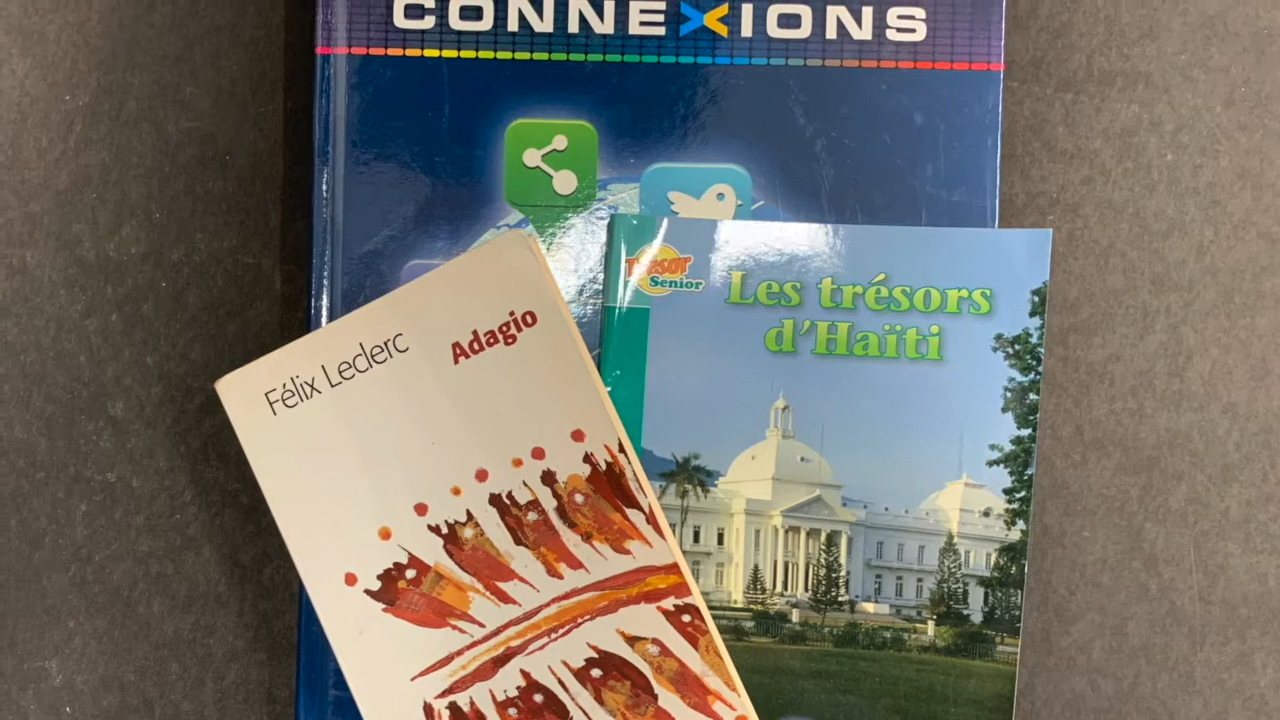 CONNEXIONS
Trésor
Senior
Les trésors
d'Haïti
Félix Leclerc
Adagio